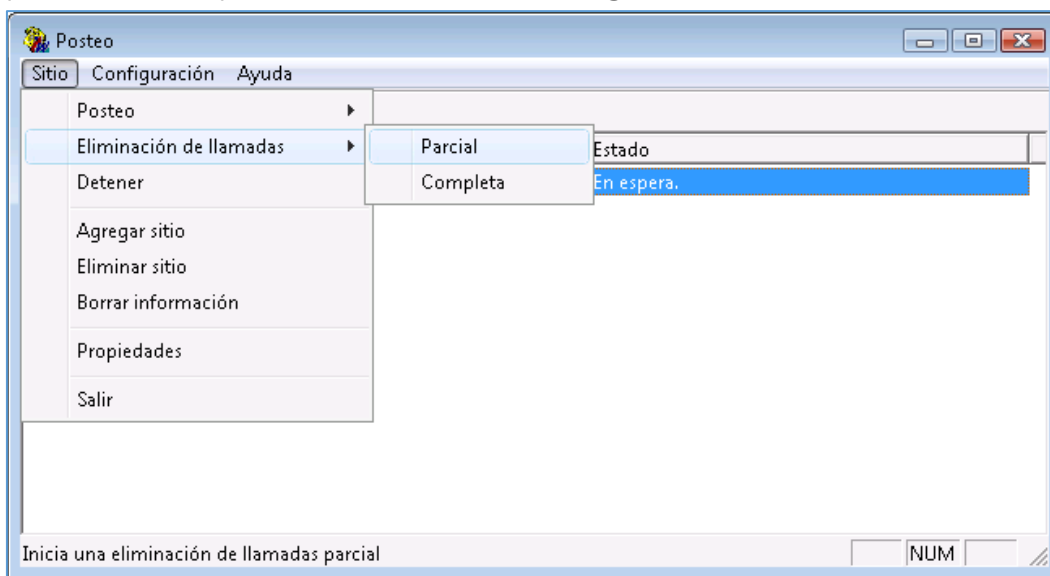 Posteo
Sitio Configuración Ayuda
Posteo
Eliminación de llamadas
Parcial
Estado
Detener
Completa
En espera.
Agregar sitio
Eliminar sitio
Borrar información
Propiedades
Salir
Inicia una eliminación de llamadas parcial
NUM